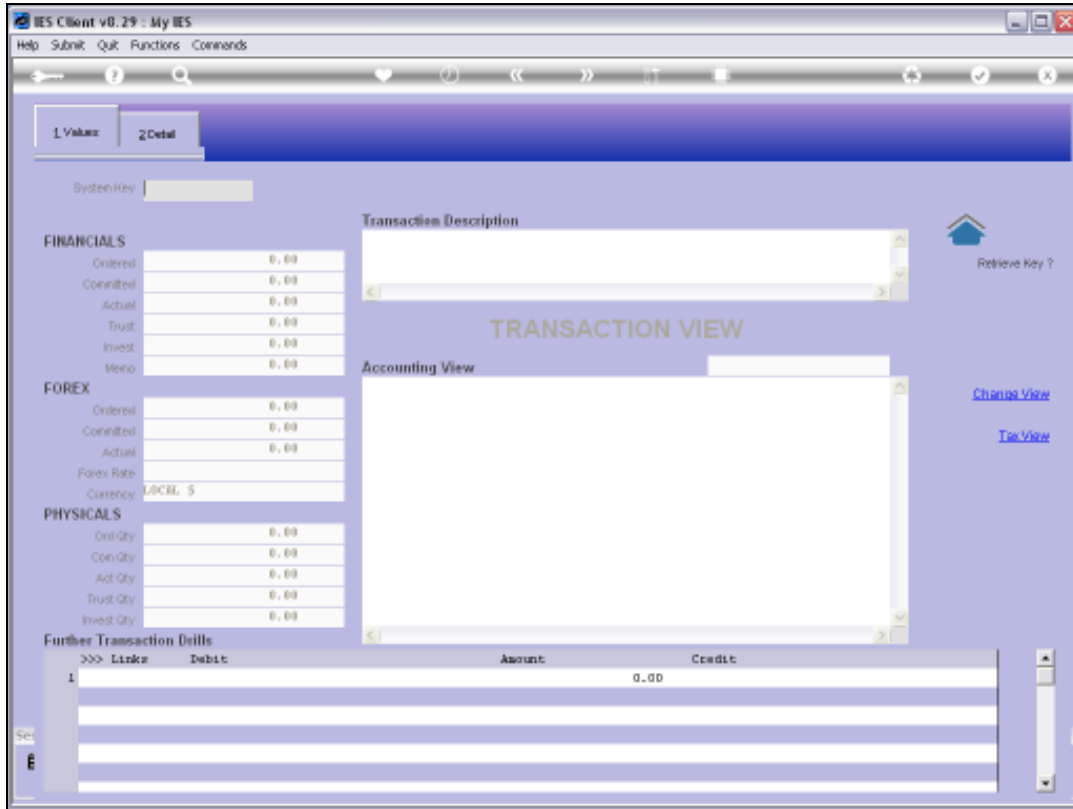 IES Client v8.29 : My IES
Help Submit Quit Functions Commands
1 Values 2 Detail
System Key
Transaction Description
FINANCIALS
Ordered 0.00
Retrieve Key ?
Committed 0.00
Actual 0.00
Trust 0.00
TRANSACTION VIEW
Invest 0.00
Memo 0.00
Accounting View
FOREX
Change View
Ordered 0.00
Committed 0.00
Tax View
Actual 0.00
Forex Rate
Currency LOCAL $
PHYSICALS
Ord Qty 0.00
Com Qty 0.00
Act Qty 0.00
Trust Qty 0.00
Invest Qty 0.00
Further Transaction Drills
>>> Links Debit Amount Credit
1 0.00